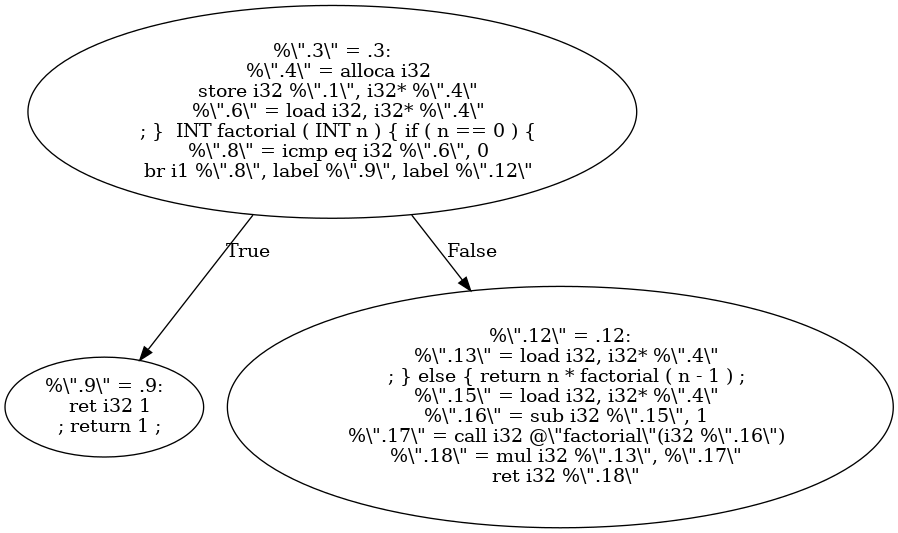 %\".3\" = .3:
%\".4\" = alloca i32
store i32 %\".1\", i32* %\".4\"
%\".6\" = load i32, i32* %\".4\"
; }  INT factorial ( INT n ) { if ( n == 0 ) {
%\".8\" = icmp eq i32 %\".6\", 0
br i1 %\".8\", label %\".9\", label %\".12\"
True
False
%\".9\" = .9:
ret i32 1
; return 1 ;
%\".12\" = .12:
%\".13\" = load i32, i32* %\".4\"
; } else { return n * factorial ( n - 1 ) ;
%\".15\" = load i32, i32* %\".4\"
%\".16\" = sub i32 %\".15\", 1
%\".17\" = call i32 @\"factorial\"(i32 %\".16\")
%\".18\" = mul i32 %\".13\", %\".17\"
ret i32 %\".18\"